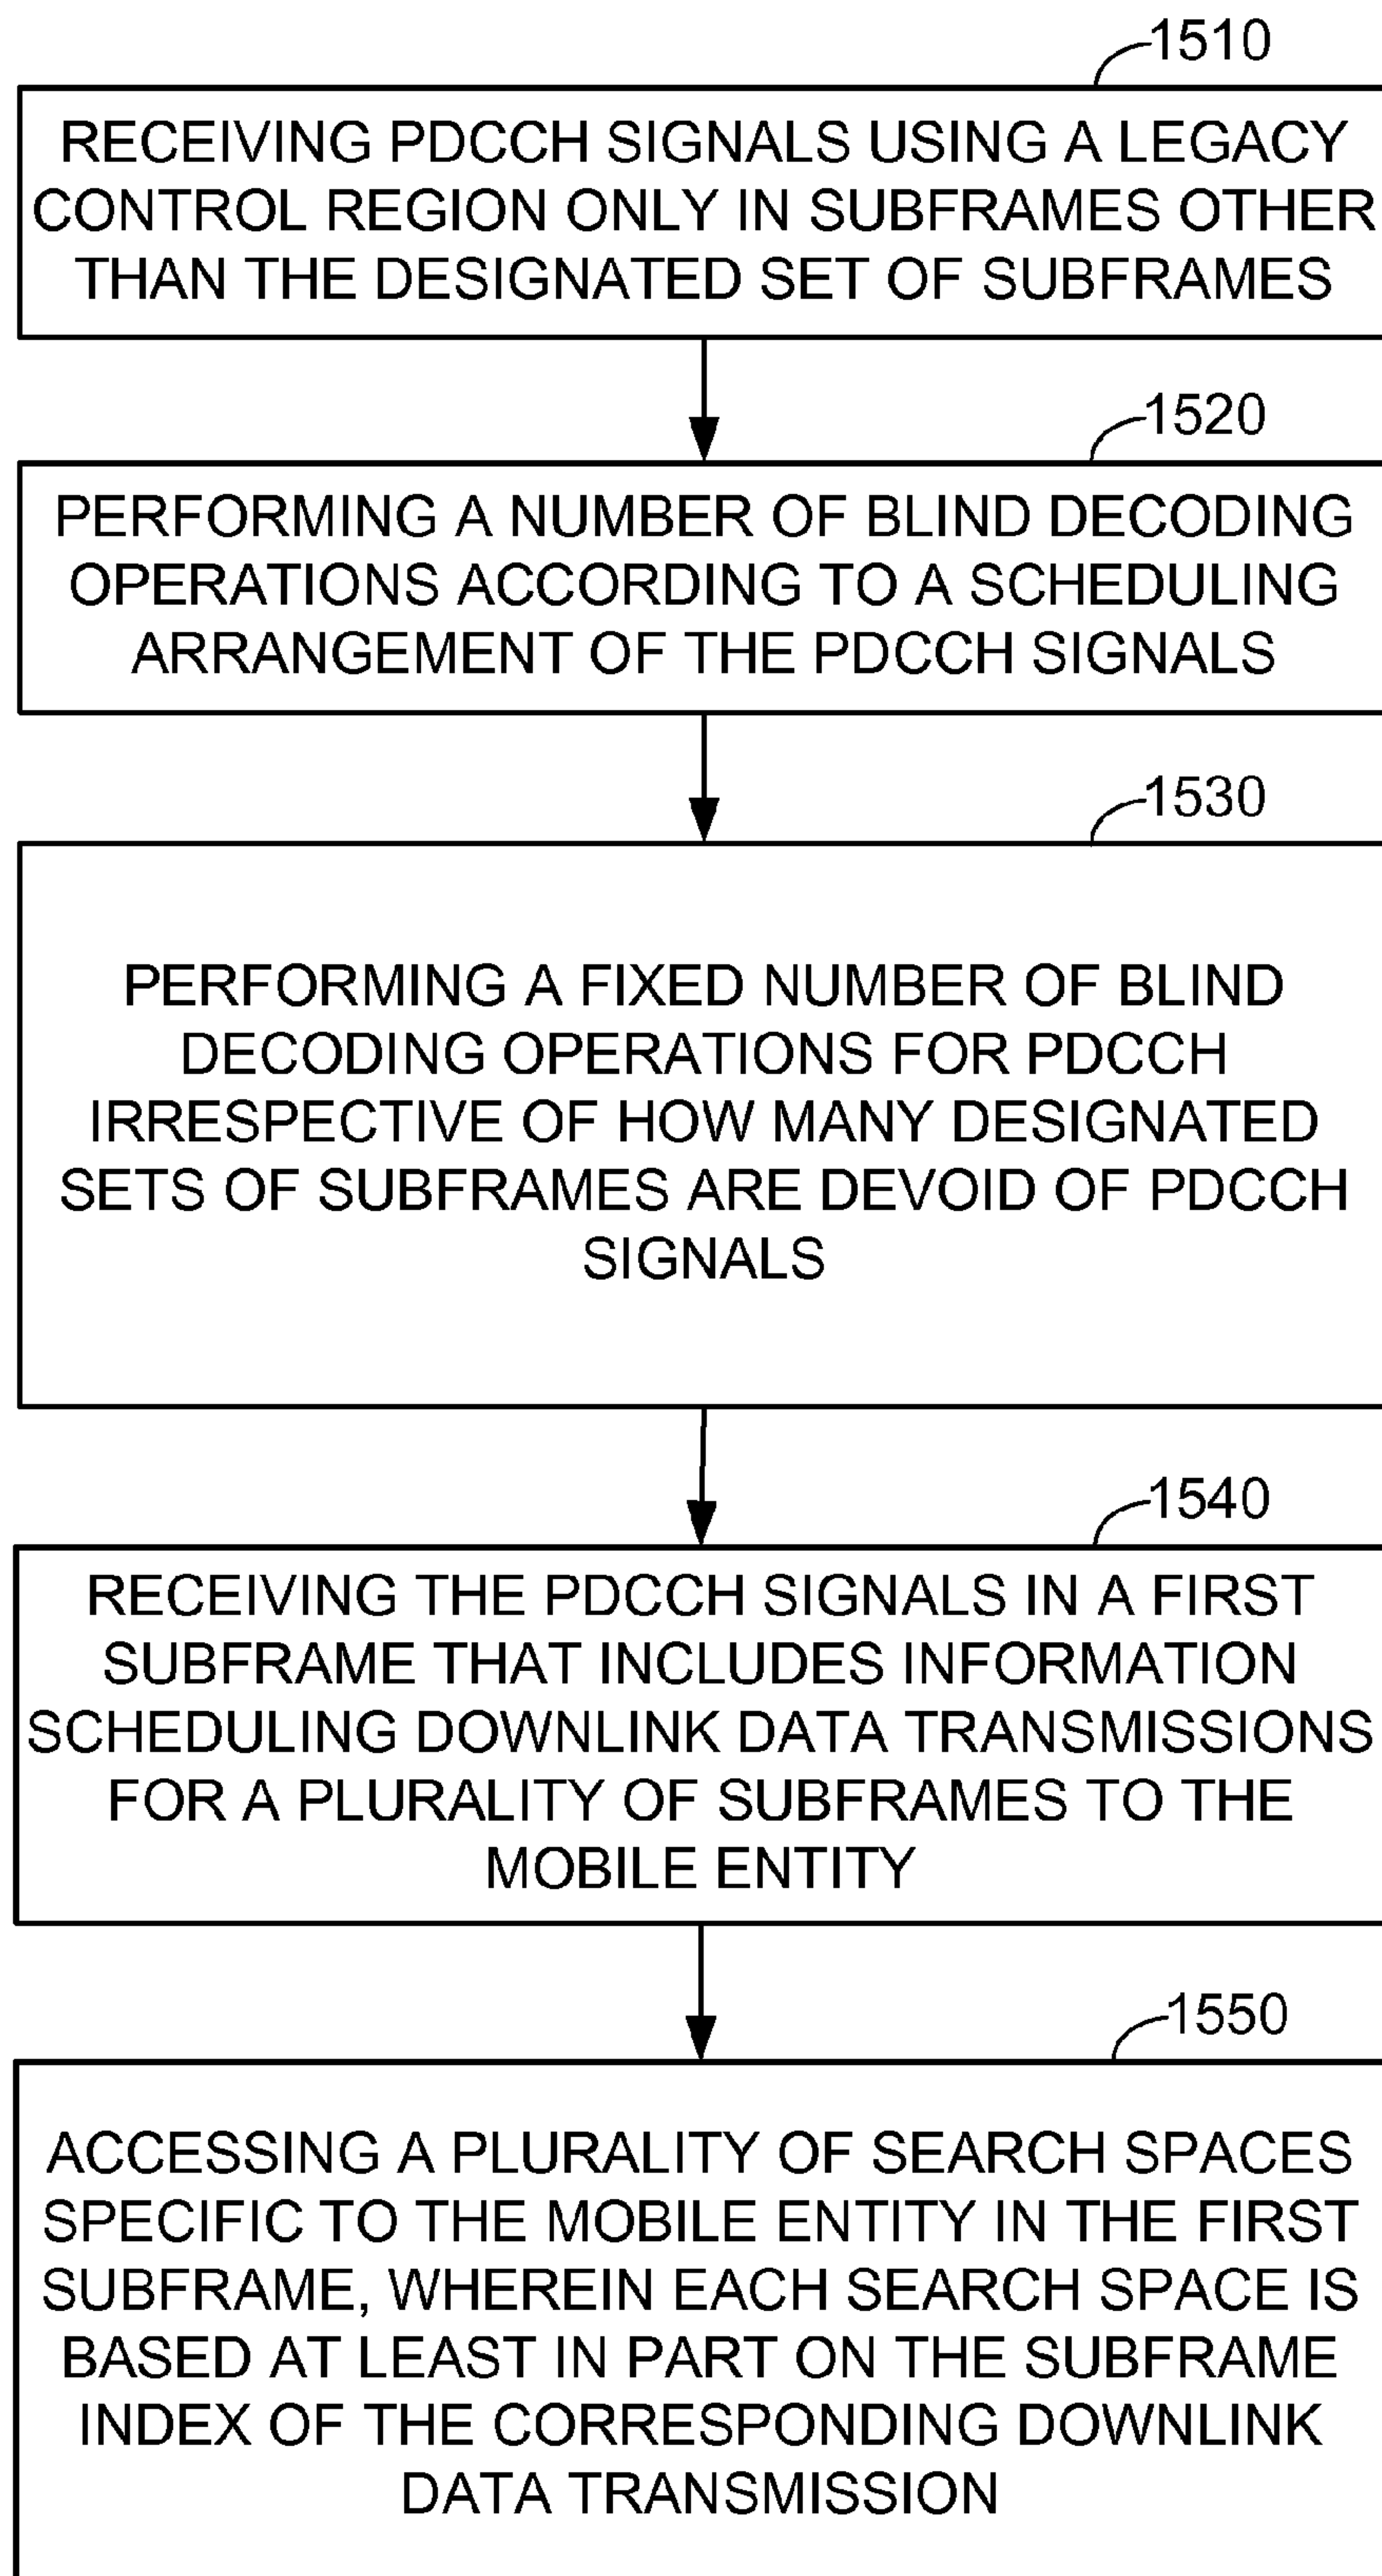 1510
RECEIVING PDCCH SIGNALS USING A LEGACY
CONTROL REGION ONLY IN SUBFRAMES OTHER
THAN THE DESIGNATED SET OF SUBFRAMES
1520
PERFORMING A NUMBER OF BLIND DECODING
OPERATIONS ACCORDING TO A SCHEDULING
ARRANGEMENT OF THE PDCCH SIGNALS
1530
PERFORMING A FIXED NUMBER OF BLIND
DECODING OPERATIONS FOR PDCCH
IRRESPECTIVE OF HOW MANY DESIGNATED
SETS OF SUBFRAMES ARE DEVOID OF PDCCH
SIGNALS
1540
RECEIVING THE PDCCH SIGNALS IN A FIRST
SUBFRAME THAT INCLUDES INFORMATION
SCHEDULING DOWNLINK DATA TRANSMISSIONS
FOR A PLURALITY OF SUBFRAMES TO THE
MOBILE ENTITY
1550
ACCESSING A PLURALITY OF SEARCH SPACES
SPECIFIC TO THE MOBILE ENTITY IN THE FIRST
SUBFRAME, WHEREIN EACH SEARCH SPACE IS
BASED AT LEAST IN PART ON THE SUBFRAME
INDEX OF THE CORRESPONDING DOWNLINK
DATA TRANSMISSION